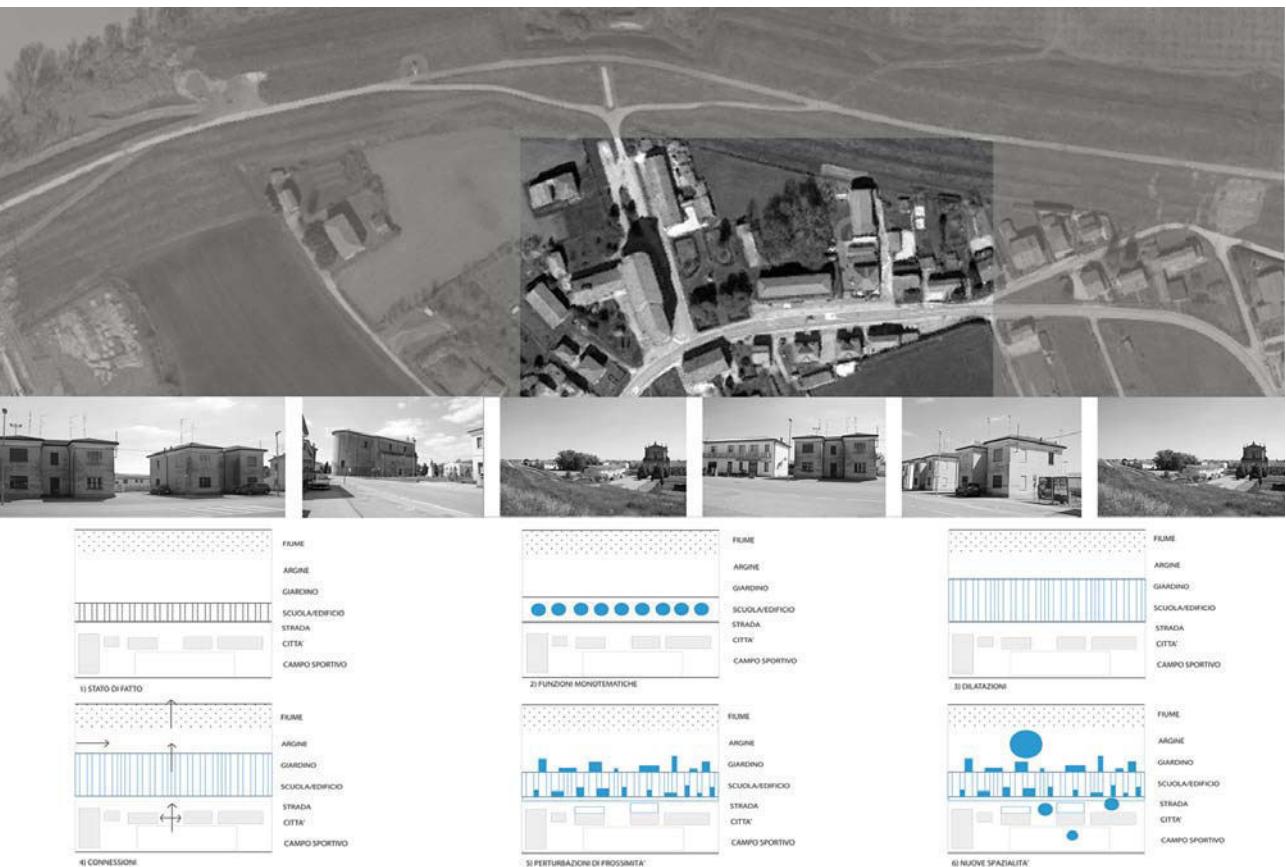 FIUME
ARGINE
GIARDINO
SCUOLA/EDIFICIO
STRADA
CITTA'
CAMPO SPORTIVO
1) STATO DI FATTO
FIUME
ARGINE
GIARDINO
SCUOLA/EDIFICIO
STRADA
CITTA'
CAMPO SPORTIVO
2) FUNZIONI MONOTEMATICHE
FIUME
ARGINE
GIARDINO
SCUOLA/EDIFICIO
STRADA
CITTA'
CAMPO SPORTIVO
3) DILATAZIONI
FIUME
ARGINE
GIARDINO
SCUOLA/EDIFICIO
STRADA
CITTA'
CAMPO SPORTIVO
4) CONNESSIONI
FIUME
ARGINE
GIARDINO
SCUOLA/EDIFICIO
STRADA
CITTA'
CAMPO SPORTIVO
5) PERTURBAZIONI DI PROSSIMITA'
FIUME
ARGINE
GIARDINO
SCUOLA/EDIFICIO
STRADA
CITTA'
CAMPO SPORTIVO
6) NUOVE SPAZIALITA'